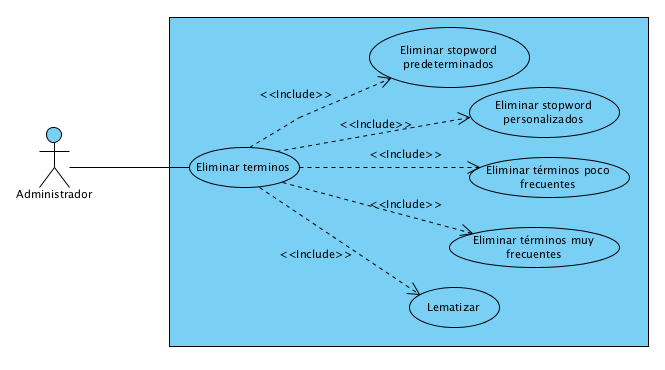 Eliminar stopword
predeterminados
<<Include>>
Eliminar stopword
personalizados
<<Include>>
<<Include>>
Eliminar terminos
Eliminar términos poco
frecuentes
Administrador
<<Include>>
Eliminar términos muy
frecuentes
<<Include>>
Lematizar